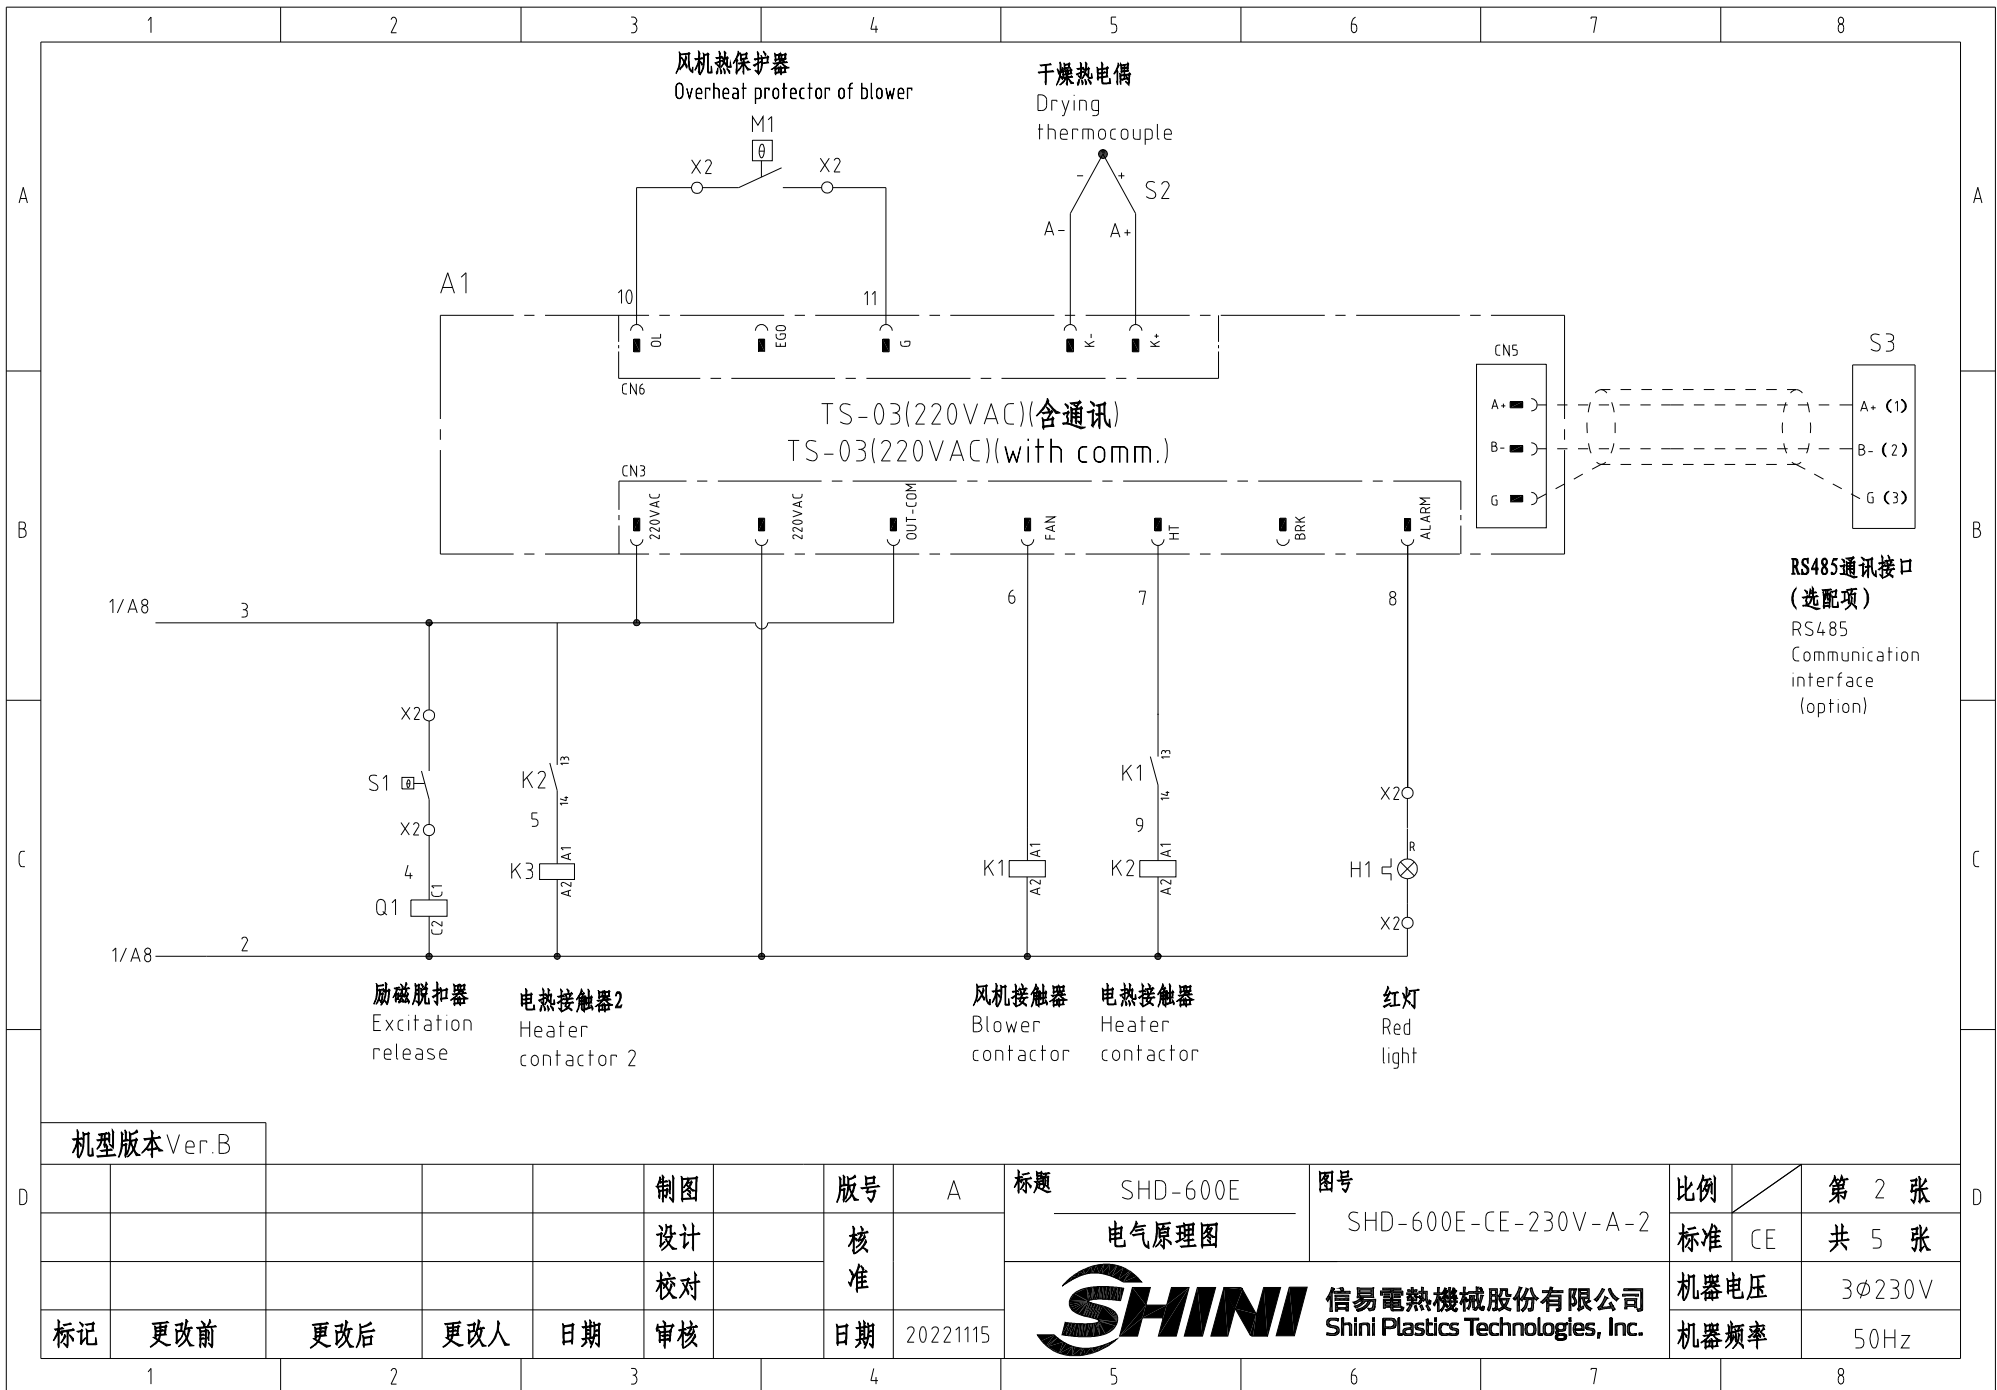 1 2 3 4 5 6 7 8
风机热保护器
Overheat protector of blower
M1
θ
X2 X2
干燥热电偶
Drying
thermocouple
- +
S2
A- A+
A A
A1
10 11
OL EGO G K- K+
CN6
CN5
S3
TS-03(220VAC)(含通讯)
TS-03(220VAC)(with comm.)
A+ A+ (1)
B- B- (2)
G G (3)
CN3
220VAC 220VAC OUT-COM FAN HT BRK ALARM
B B
RS485通讯接口
(选配项)
RS485
Communication
interface
(option)
1/A8 3
6 7 8
X2
S1 θ
X2
4
Q1 C1 C2
K2 13 14
5
K3 A1 A2
K1 A1 A2
K1 13 14
9
K2 A1 A2
X2
R
H1
X2
C C
1/A8 2
励磁脱扣器
Excitation
release
电热接触器2
Heater
contactor 2
风机接触器
Blower
contactor
电热接触器
Heater
contactor
红灯
Red
light
机型版本Ver.B
D D
制图 版号 A 标题 SHD-600E 图号 比例 第 2 张
设计 核准 电气原理图 SHD-600E-CE-230V-A-2 标准 CE 共 5 张
校对 SHINI 信易電熱機械股份有限公司 机器电压 3Ø230V
标记 更改前 更改后 更改人 日期 审核 日期 20221115 Shini Plastics Technologies, Inc. 机器频率 50Hz
1 2 3 4 5 6 7 8